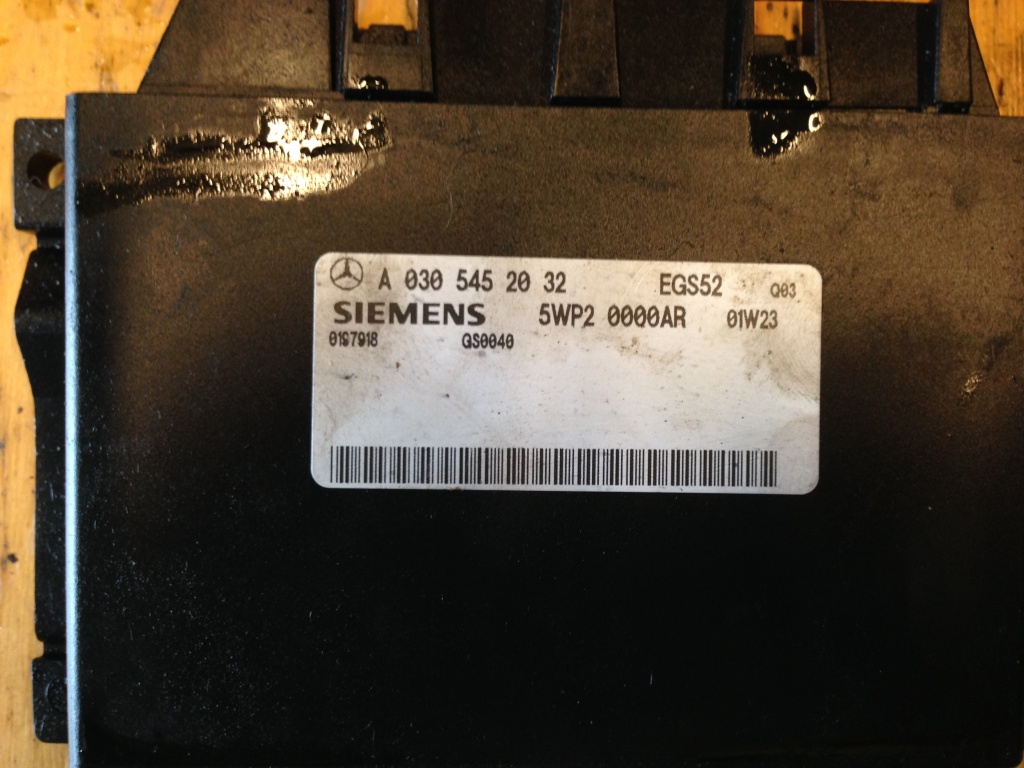 A 030 545 20 32 EGS52 Q03
SIEMENS 5WP2 0000AR 01W23
0197918 GS0040